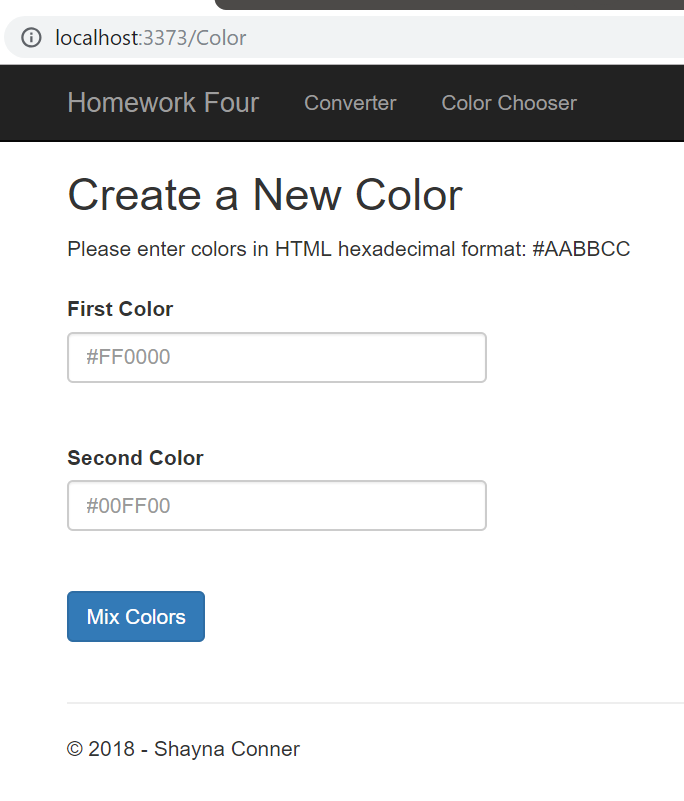 localhost:3373/Color
Homework Four Converter Color Chooser
Create a New Color
Please enter colors in HTML hexadecimal format: #AABBCC
First Color
#FF0000
Second Color
#00FF00
Mix Colors
© 2018 - Shayna Conner